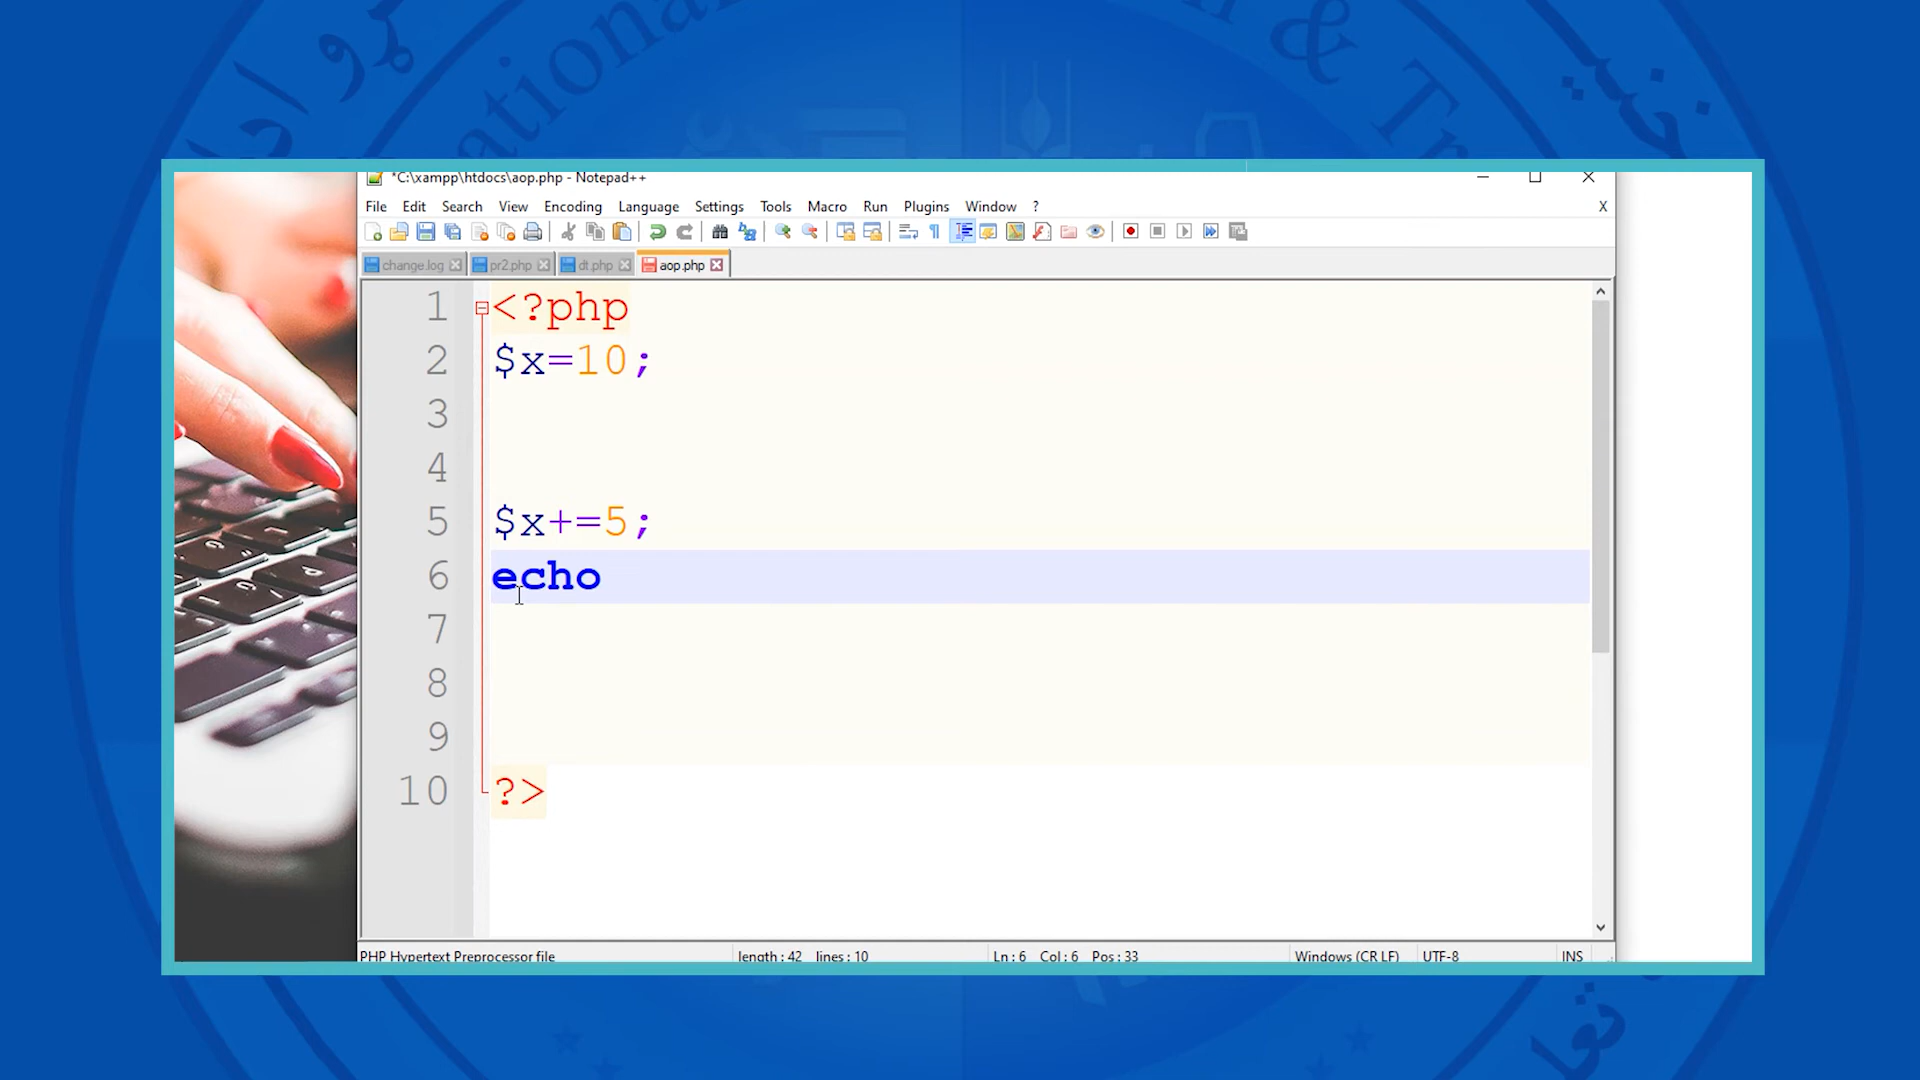 *C:\xampp\htdocs\aop.php - Notepad++
File Edit Search View Encoding Language Settings Tools Macro Run Plugins Window ? X
change.log pr2.php dt.php aop.php
1 <?php
2 $x=10;
3
4
5 $x+=5;
6 echo
7
8
9
10 ?>
PHP Hypertext Preprocessor file length : 42 lines : 10 Ln : 6 Col : 6 Pos : 33 Windows (CR LF) UTF-8 INS